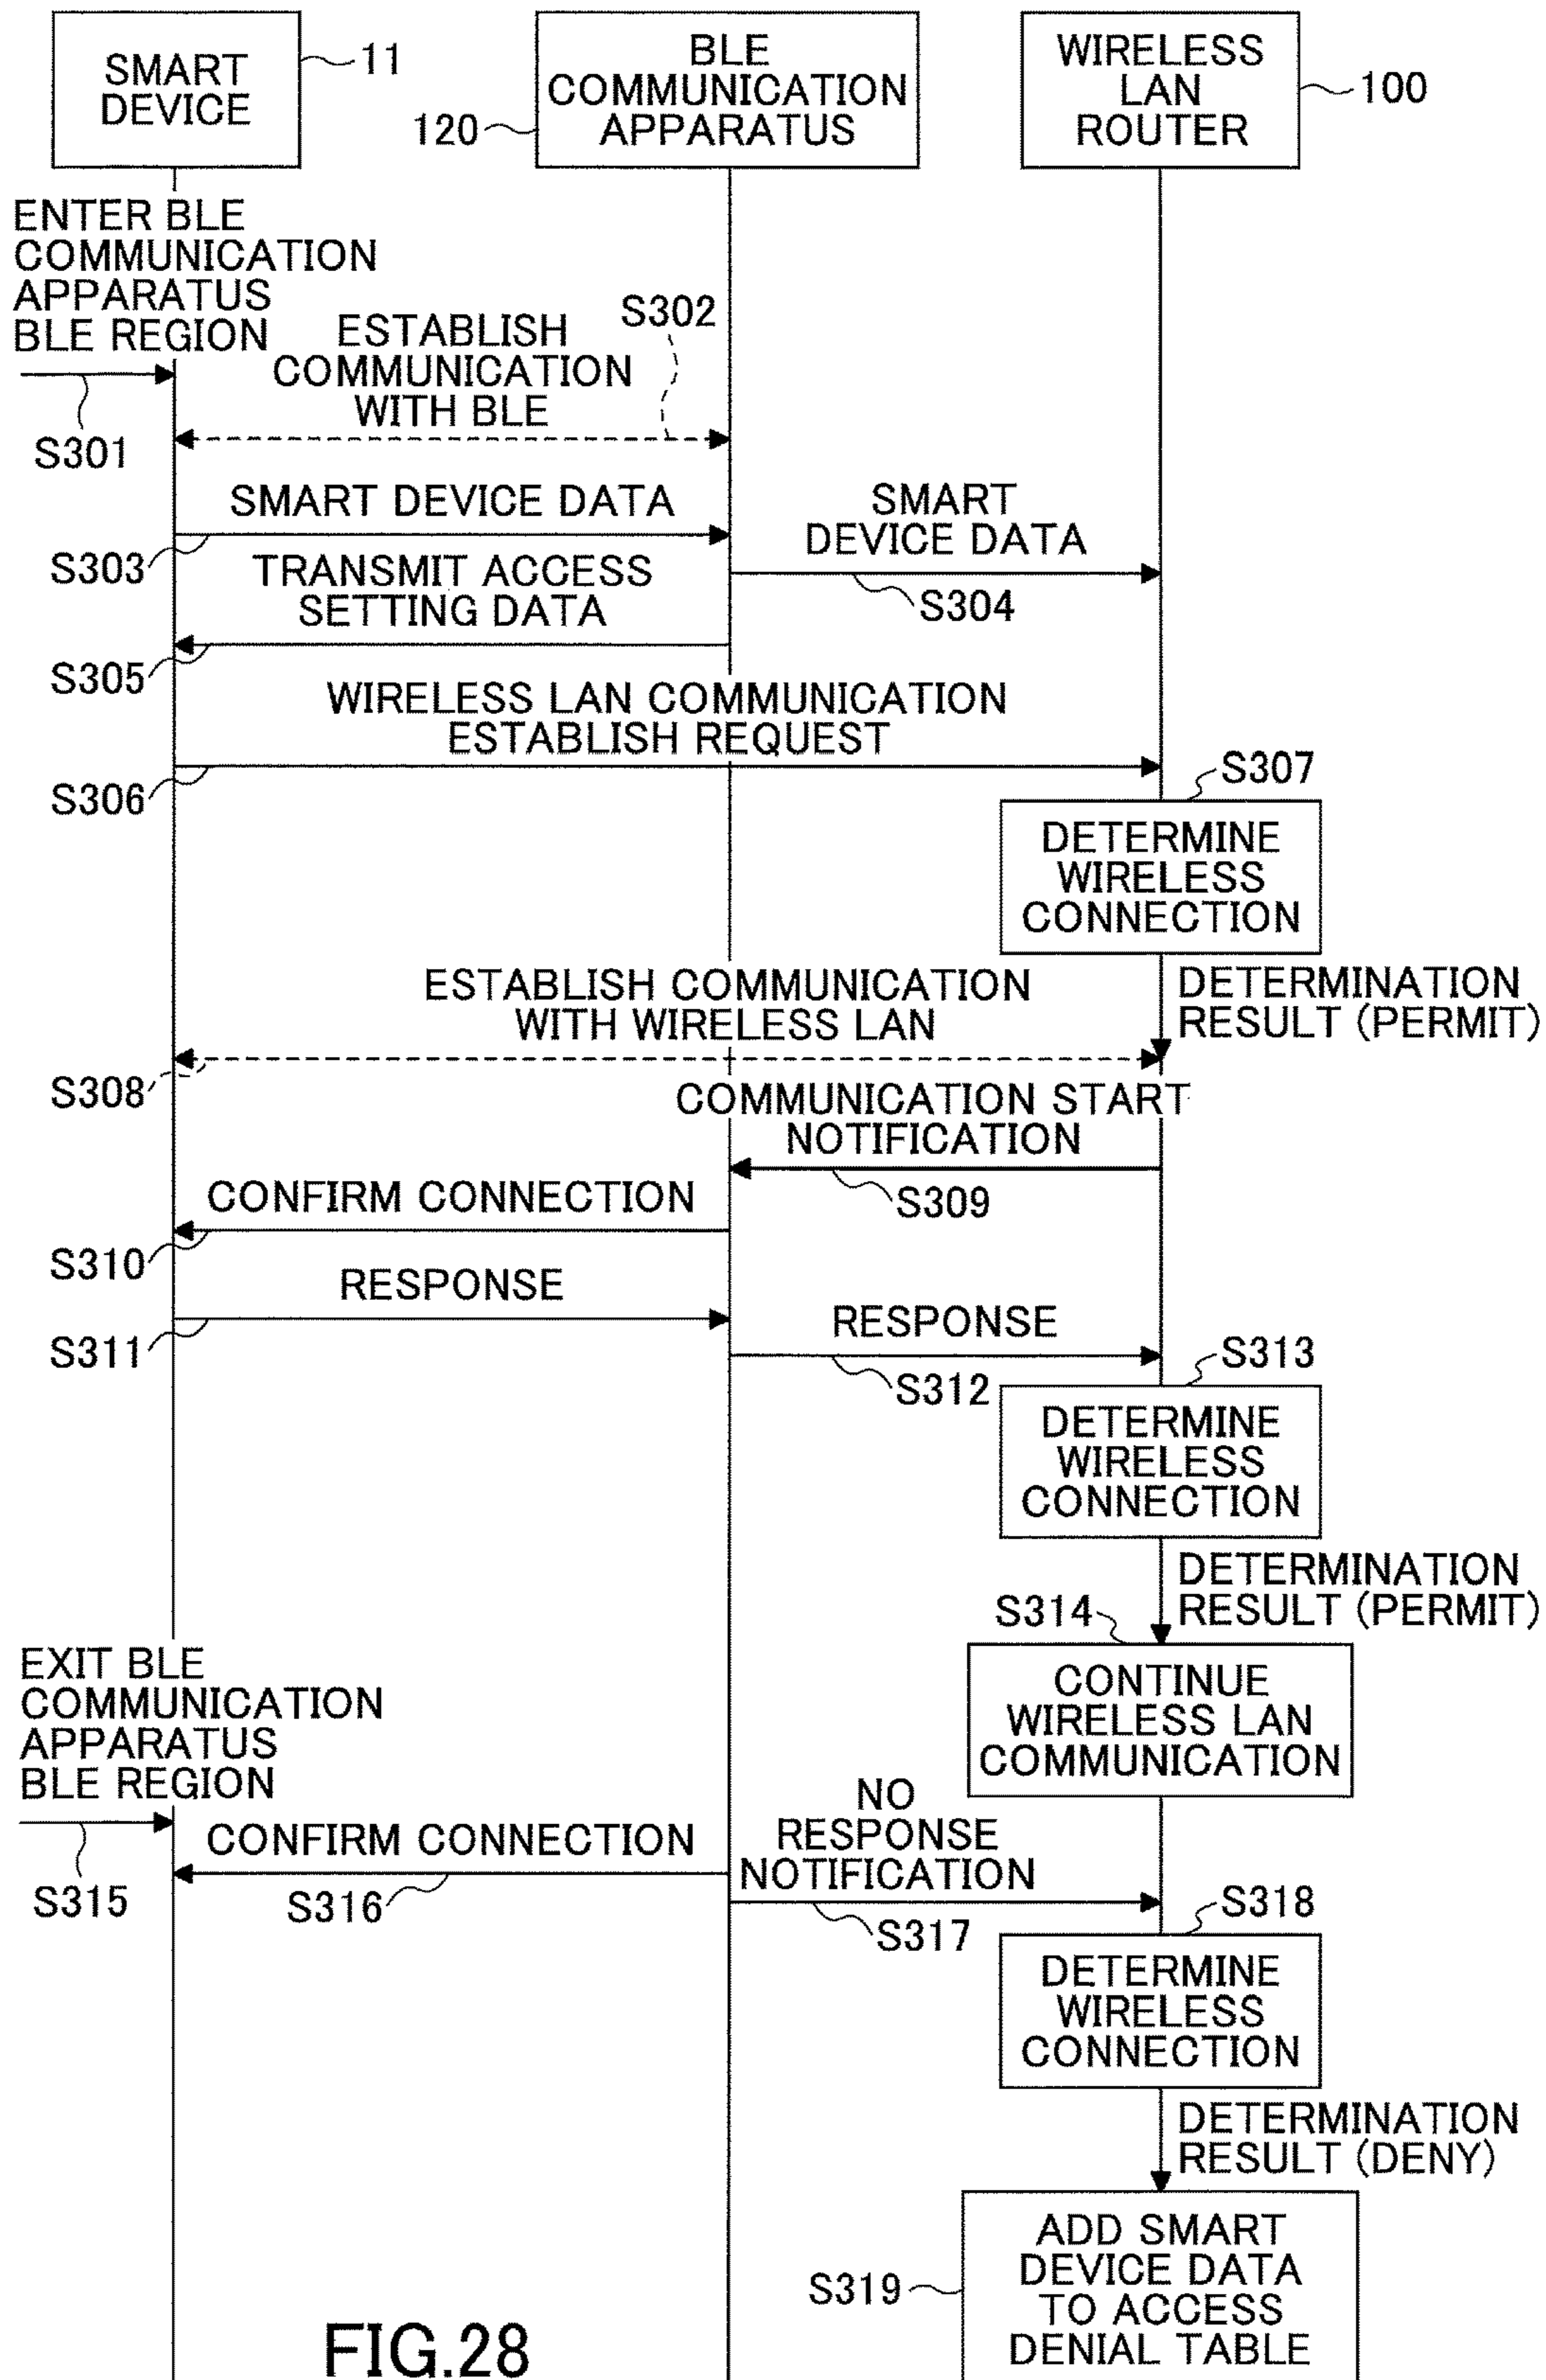 SMART
DEVICE
11
BLE
COMMUNICATION
APPARATUS
120
WIRELESS
LAN
ROUTER
100
ENTER BLE
COMMUNICATION
APPARATUS
BLE REGION
S301
ESTABLISH
COMMUNICATION
WITH BLE
S302
SMART DEVICE DATA
S303
SMART
DEVICE DATA
S304
TRANSMIT ACCESS
SETTING DATA
S305
WIRELESS LAN COMMUNICATION
ESTABLISH REQUEST
S306
S307
DETERMINE
WIRELESS
CONNECTION
DETERMINATION
RESULT (PERMIT)
ESTABLISH COMMUNICATION
WITH WIRELESS LAN
S308
COMMUNICATION START
NOTIFICATION
S309
CONFIRM CONNECTION
S310
RESPONSE
S311
RESPONSE
S312
S313
DETERMINE
WIRELESS
CONNECTION
DETERMINATION
RESULT (PERMIT)
S314
CONTINUE
WIRELESS LAN
COMMUNICATION
EXIT BLE
COMMUNICATION
APPARATUS
BLE REGION
S315
CONFIRM CONNECTION
S316
NO
RESPONSE
NOTIFICATION
S317
S318
DETERMINE
WIRELESS
CONNECTION
DETERMINATION
RESULT (DENY)
S319
ADD SMART
DEVICE DATA
TO ACCESS
DENIAL TABLE
FIG.28